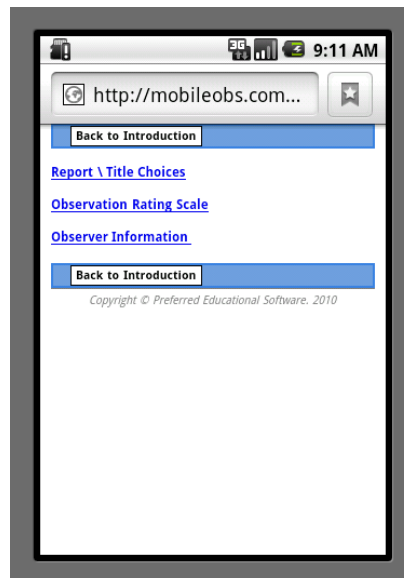 3G 9:11 AM
http://mobileobs.com...
Back to Introduction
Report \ Title Choices
Observation Rating Scale
Observer Information
Back to Introduction
Copyright © Preferred Educational Software. 2010